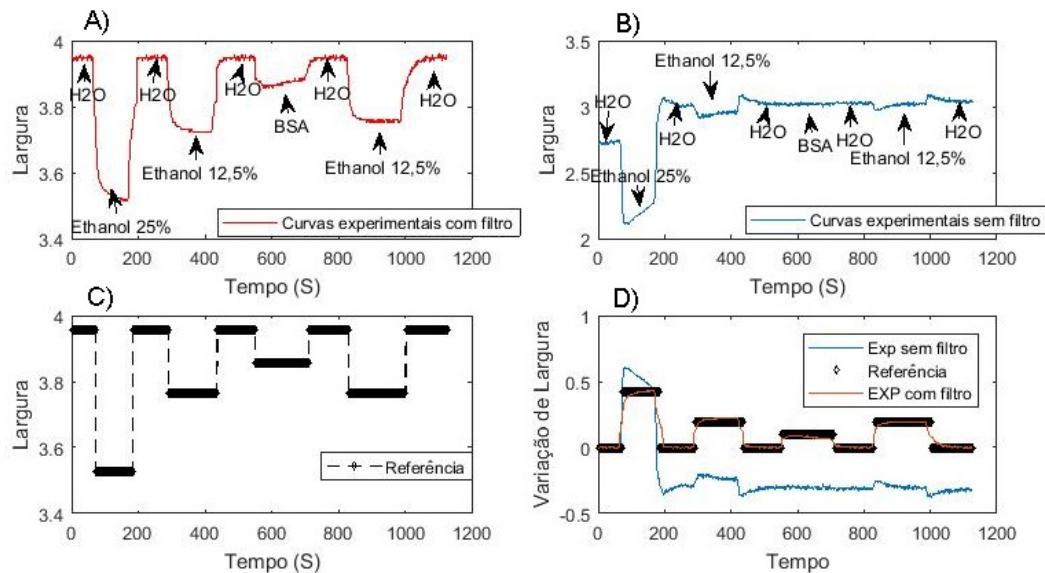 A)
4
3.8
3.6
3.4
Largura
H2O
H2O
H2O
H2O
H2O
BSA
Ethanol 12,5%
Ethanol 12,5%
Ethanol 25%
Curvas experimentais com filtro
0 200 400 600 800 1000 1200
Tempo (S)
B)
3.5
3
2.5
2
Largura
Ethanol 12,5%
H2O
H2O
H2O
BSA
H2O
H2O
Ethanol 12,5%
Ethanol 25%
Curvas experimentais sem filtro
0 200 400 600 800 1000 1200
Tempo (S)
C)
4
3.8
3.6
3.4
Largura
Referência
0 200 400 600 800 1000 1200
Tempo (S)
D)
1
0.5
0
-0.5
Variação de Largura
Exp sem filtro
Referência
EXP com filtro
0 200 400 600 800 1000 1200
Tempo